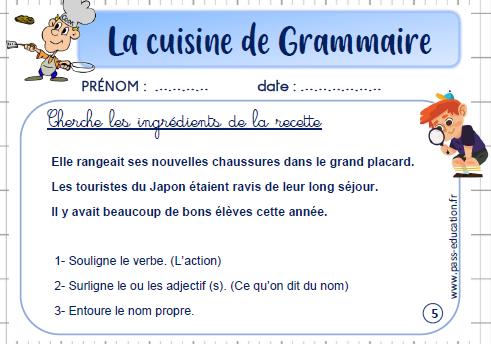 La cuisine de Grammaire
PRÉNOM : ............ date : ..................
Cherche les ingrédients de la recette
Elle rangeait ses nouvelles chaussures dans le grand placard.
Les touristes du Japon étaient ravis de leur long séjour.
Il y avait beaucoup de bons élèves cette année.
1- Souligne le verbe. (L'action)
2- Surligne le ou les adjectif (s). (Ce qu'on dit du nom)
3- Entoure le nom propre.
www.pass-education.fr
5